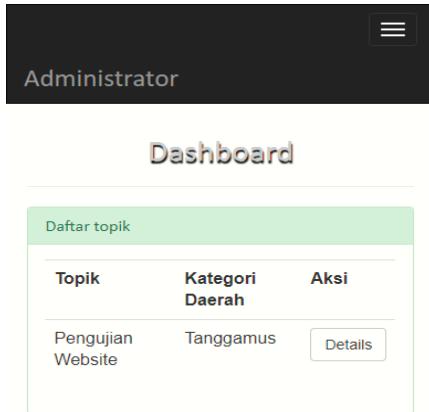 Administrator
Dashboard
Daftar topik
Topik Kategori Daerah Aksi
Pengujian Website Tanggamus Details